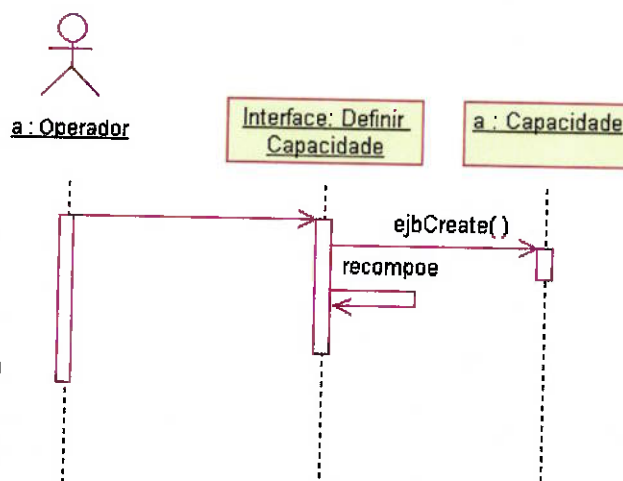 a : Operador
Interface: Definir
Capacidade
a : Capacidade
ejbCreate( )
recompoe